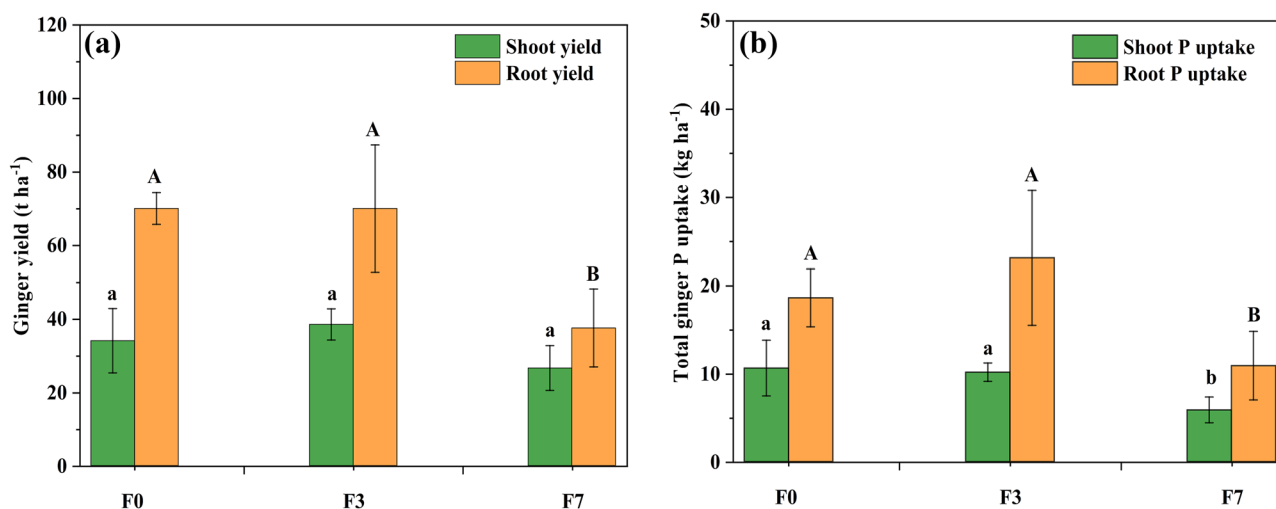 (a)
Shoot yield
Root yield
Ginger yield (t ha⁻¹)
120
100
80
60
40
20
0
a
A
a
A
a
B
F0
F3
F7
(b)
Shoot P uptake
Root P uptake
Total ginger P uptake (kg ha⁻¹)
50
40
30
20
10
0
a
A
a
A
b
B
F0
F3
F7